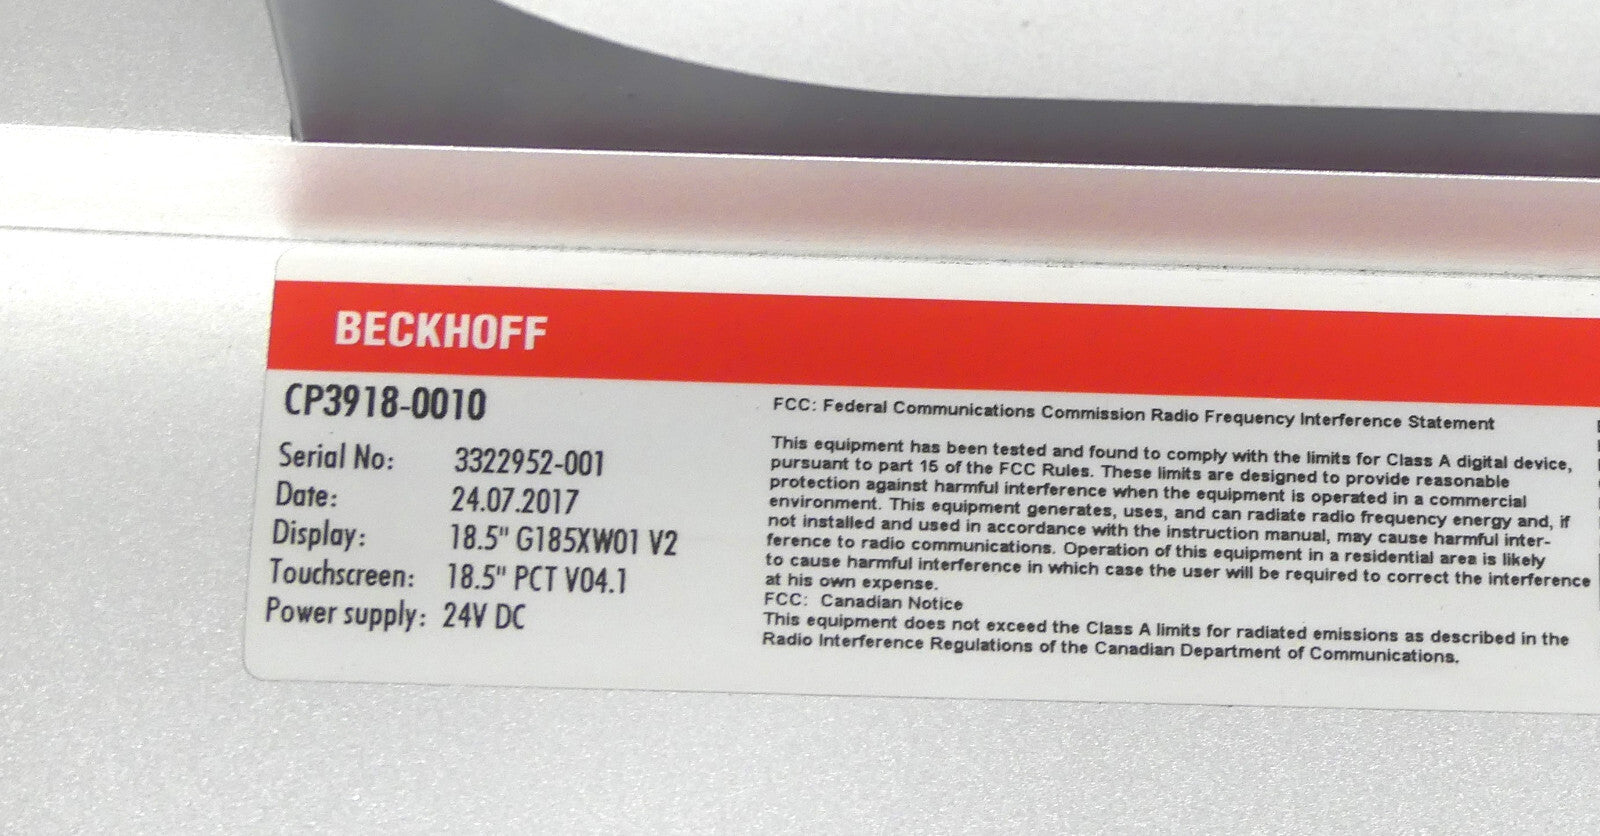 BECKHOFF
CP3918-0010
Serial No: 3322952-001
Date: 24.07.2017
Display: 18.5" G185XW01 V2
Touchscreen: 18.5" PCT V04.1
Power supply: 24V DC
FCC: Federal Communications Commission Radio Frequency Interference Statement
This equipment has been tested and found to comply with the limits for Class A digital device,
pursuant to part 15 of the FCC Rules. These limits are designed to provide reasonable
protection against harmful interference when the equipment is operated in a commercial
environment. This equipment generates, uses, and can radiate radio frequency energy and, if
not installed and used in accordance with the instruction manual, may cause harmful inter-
ference to radio communications. Operation of this equipment in a residential area is likely
to cause harmful interference in which case the user will be required to correct the interference
at his own expense.
FCC: Canadian Notice
This equipment does not exceed the Class A limits for radiated emissions as described in the
Radio Interference Regulations of the Canadian Department of Communications.